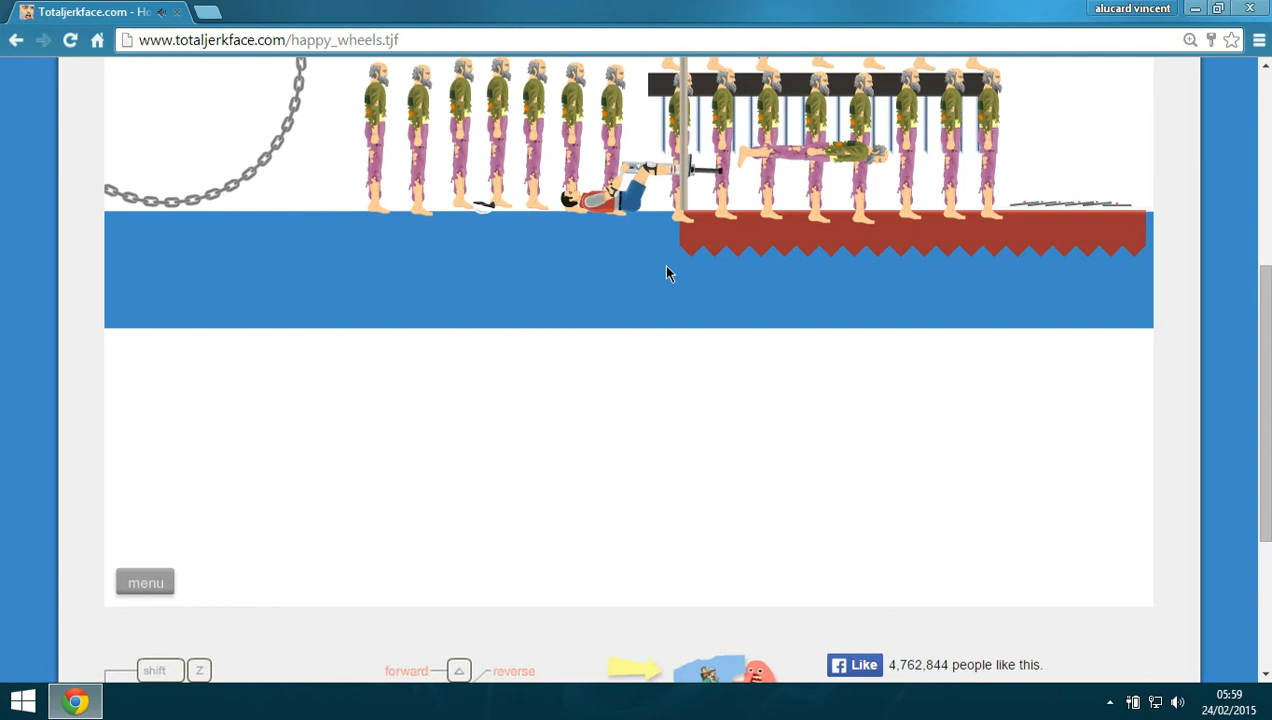 Totaljerkface.com - Ho
alucard vincent
www.totaljerkface.com/happy_wheels.tjf
menu
shift Z
forward
reverse
Like
4,762,844 people like this.
05:59
24/02/2015